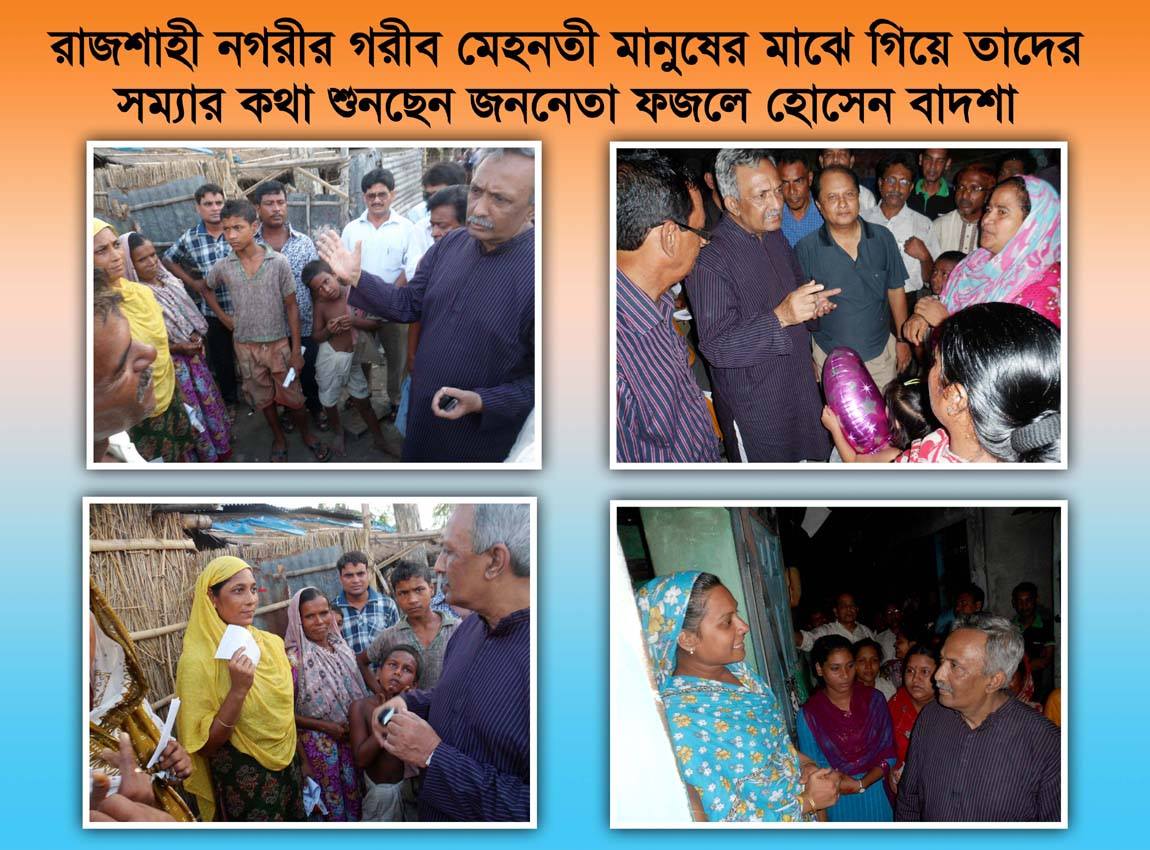 রাজশাহী নগরীর গরীব মেহনতী মানুষের মাঝে গিয়ে তাদের
সম্যার কথা শুনছেন জননেতা ফজলে হোসেন বাদশা